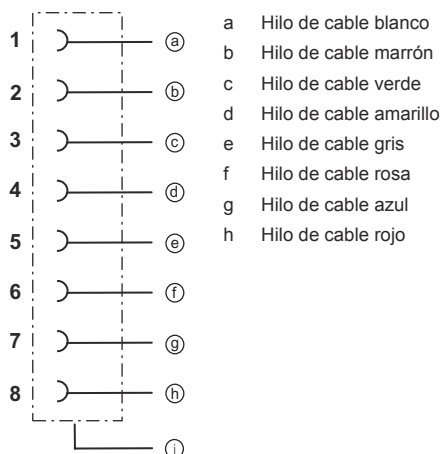 1 a
2 b
3 c
4 d
5 e
6 f
7 g
8 h
i
a Hilo de cable blanco
b Hilo de cable marrón
c Hilo de cable verde
d Hilo de cable amarillo
e Hilo de cable gris
f Hilo de cable rosa
g Hilo de cable azul
h Hilo de cable rojo